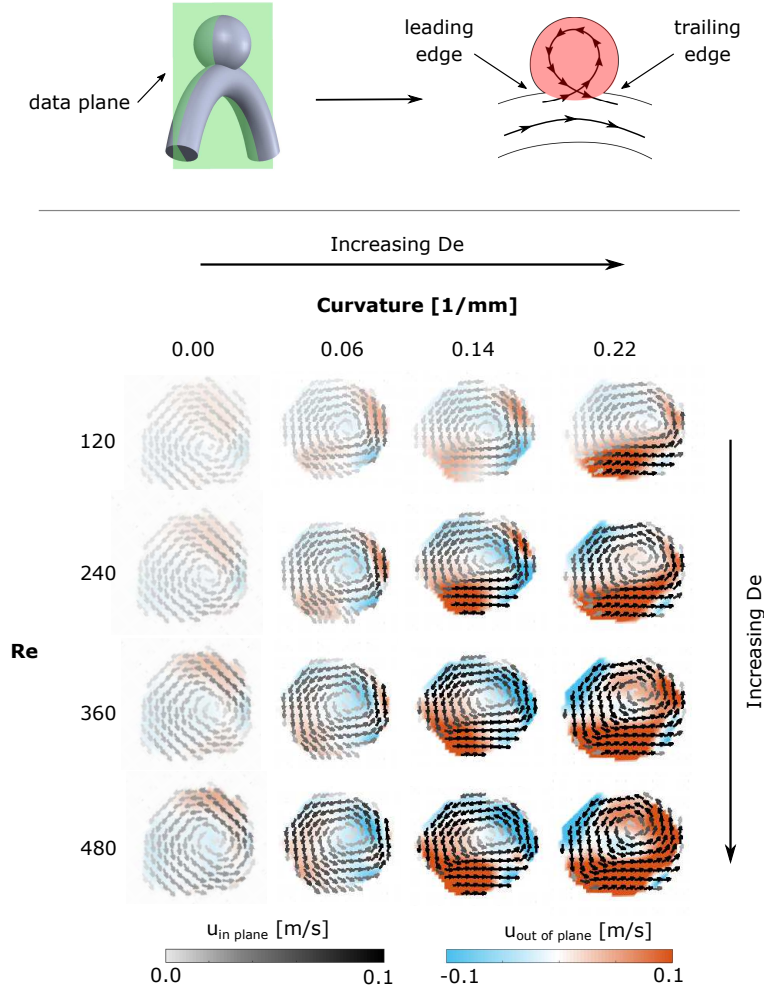 leading
edge
trailing
edge
data plane
Increasing De
Curvature [1/mm]
0.00 0.06 0.14 0.22
120
240
Re
360
480
Increasing De
u in plane [m/s]
0.0 0.1
u out of plane [m/s]
-0.1 0.1